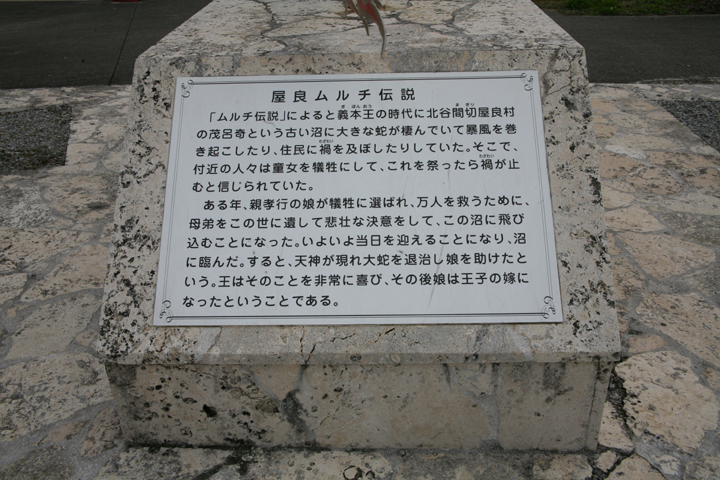 屋良ムルチ伝説
「ムルチ伝説」によると義本王の時代に北谷間切屋良村
の茂呂奇という古い沼に大きな蛇が棲んでいて暴風を巻
き起こしたり、住民に禍を及ぼしたりしていた。そこで、
付近の人々は童女を犠牲にして、これを祭ったら禍が止
むと信じられていた。
ある年、親孝行の娘が犠牲に選ばれ、万人を救うために、
母弟をこの世に遺して悲壮な決意をして、この沼に飛び
込むことになった。いよいよ当日を迎えることになり、沼
に臨んだ。すると、天神が現れ大蛇を退治し娘を助けたと
いう。王はそのことを非常に喜び、その後娘は王子の嫁に
なったということである。